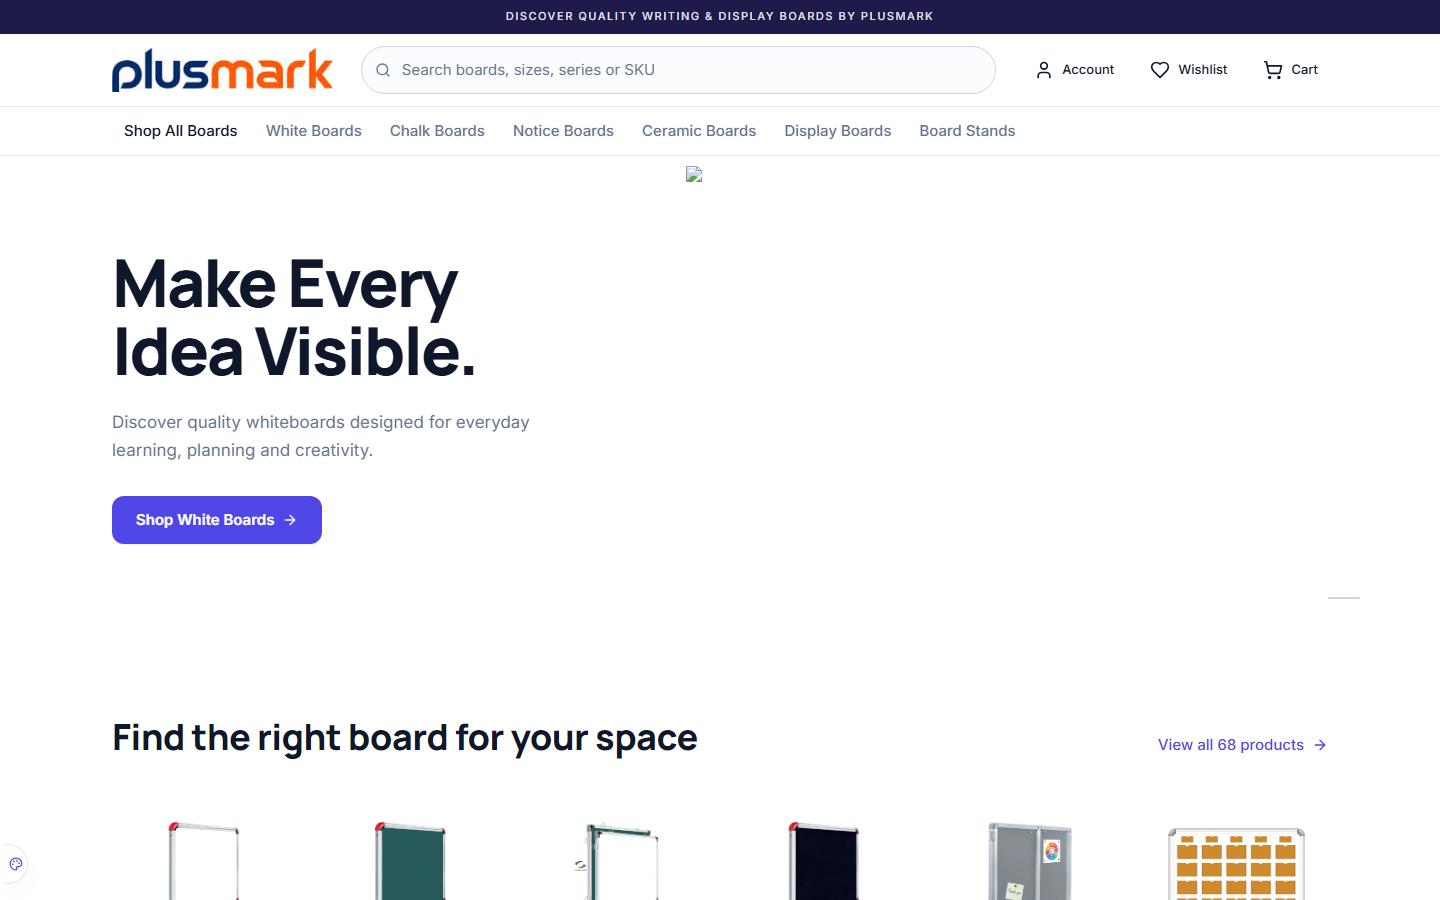 DISCOVER QUALITY WRITING & DISPLAY BOARDS BY PLUSMARK
plusmark
Search boards, sizes, series or SKU
Account
Wishlist
Cart
Shop All Boards
White Boards
Chalk Boards
Notice Boards
Ceramic Boards
Display Boards
Board Stands
Make Every
Idea Visible.
Discover quality whiteboards designed for everyday
learning, planning and creativity.
Shop White Boards
Find the right board for your space
View all 68 products